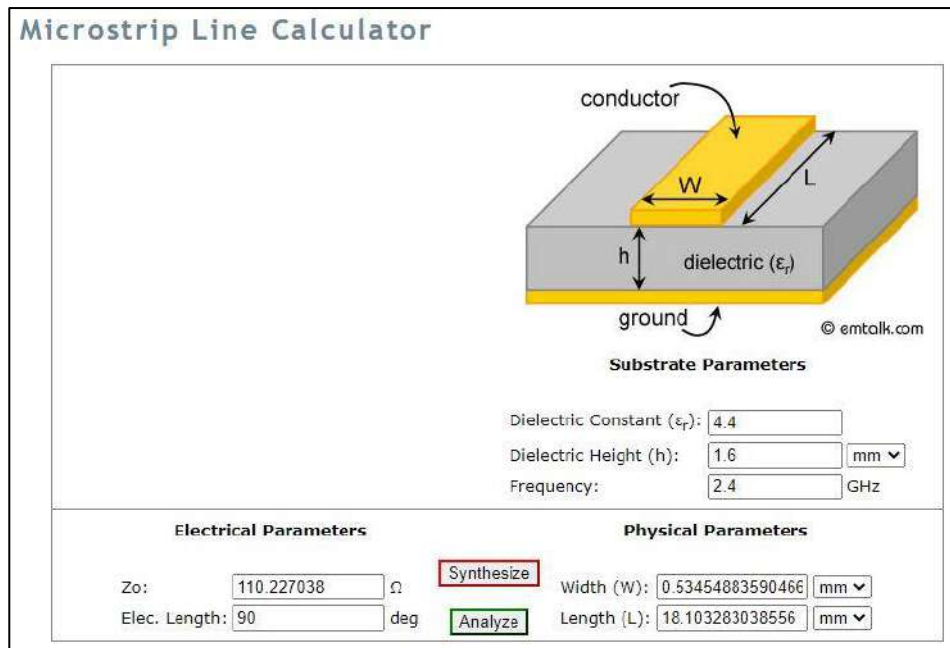 Microstrip Line Calculator
conductor
W
L
h
dielectric (εr)
ground
© emtalk.com
Substrate Parameters
Dielectric Constant (εr): 4.4
Dielectric Height (h): 1.6 mm
Frequency: 2.4 GHz
Electrical Parameters
Physical Parameters
Zo: 110.227038 Ω
Synthesize
Width (W): 0.53454883590466 mm
Elec. Length: 90 deg
Analyze
Length (L): 18.103283038556 mm